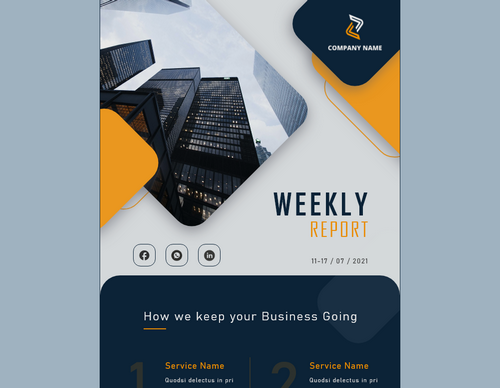 COMPANY NAME
WEEKLY
REPORT
11-17 / 07 / 2021
How we keep your Business Going
1
Service Name
Quodsi delectus in pri
2
Service Name
Quodsi delectus in pri